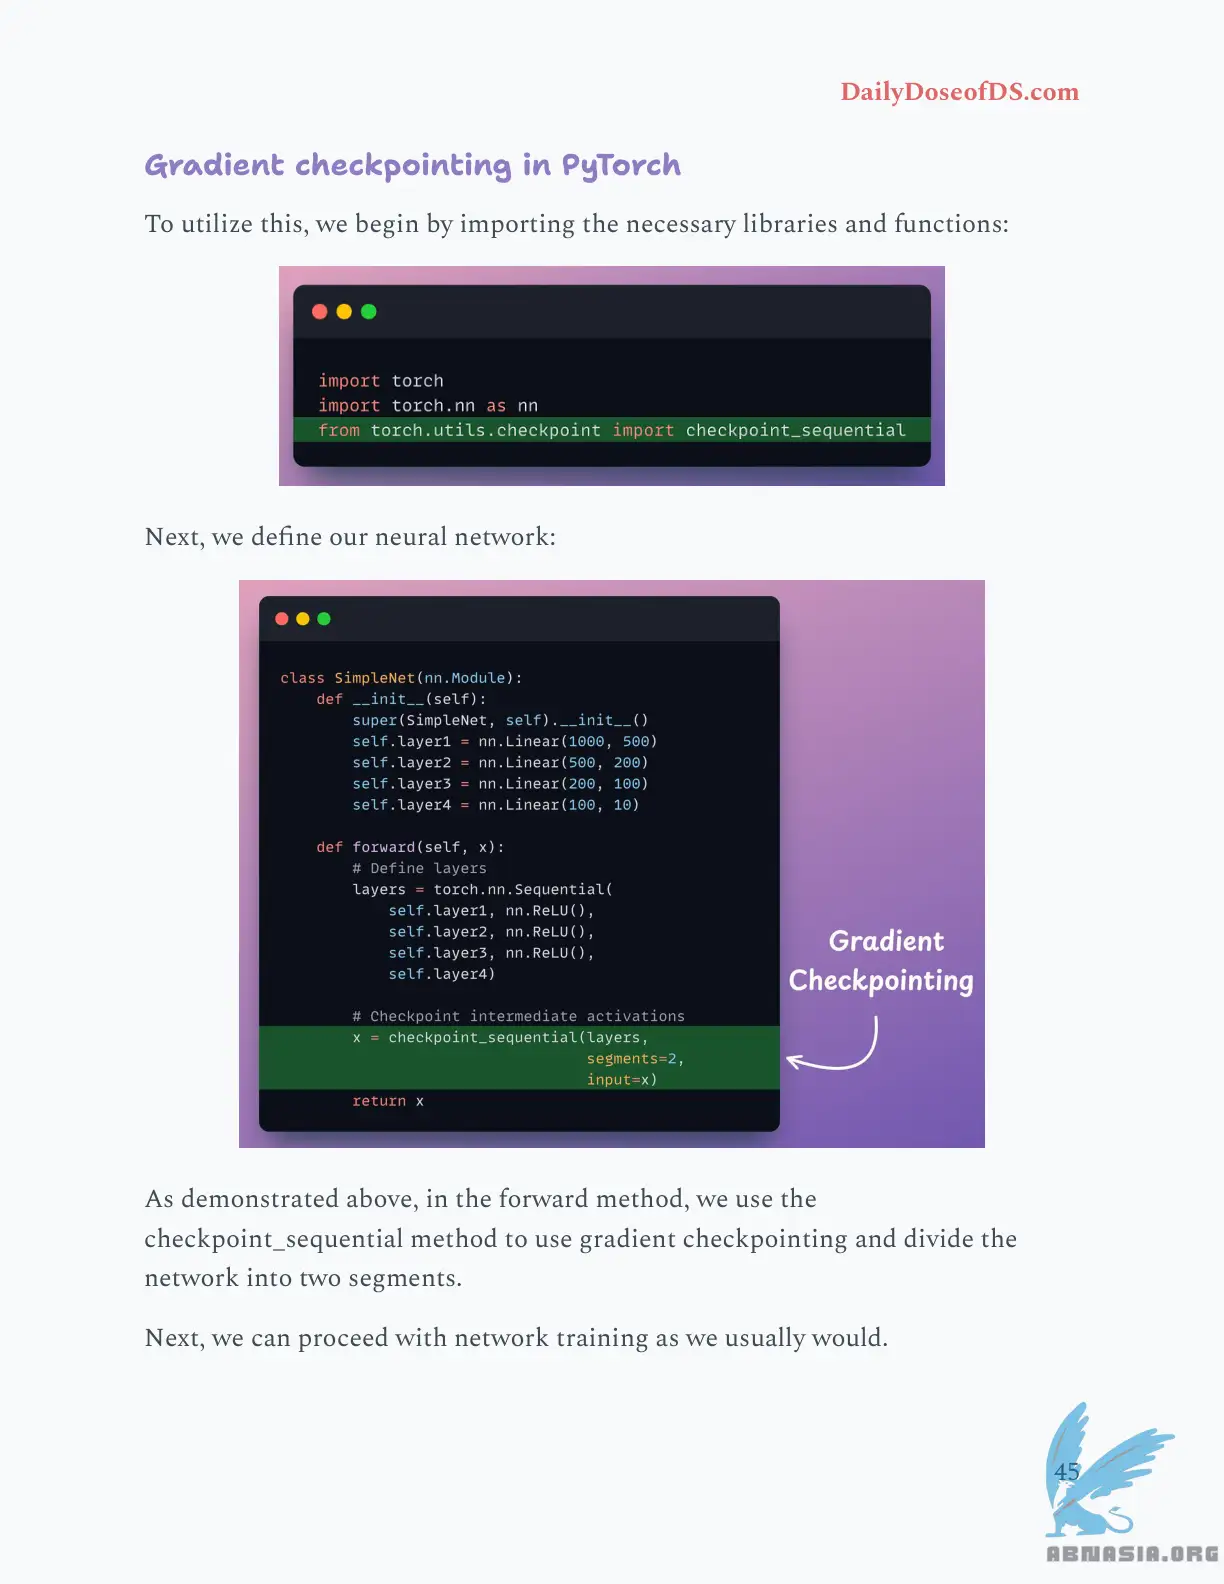 DailyDoseofDS.com
Gradient checkpointing in PyTorch
To utilize this, we begin by importing the necessary libraries and functions:
import torch
import torch.nn as nn
from torch.utils.checkpoint import checkpoint_sequential
Next, we define our neural network:
class SimpleNet(nn.Module):
    def __init__(self):
        super(SimpleNet, self).__init__()
        self.layer1 = nn.Linear(1000, 500)
        self.layer2 = nn.Linear(500, 200)
        self.layer3 = nn.Linear(200, 100)
        self.layer4 = nn.Linear(100, 10)
    def forward(self, x):
        # Define layers
        layers = torch.nn.Sequential(
            self.layer1, nn.ReLU(),
            self.layer2, nn.ReLU(),
            self.layer3, nn.ReLU(),
            self.layer4)
        # Checkpoint intermediate activations
        x = checkpoint_sequential(layers,
                                  segments=2,
                                  input=x)
        return x
Gradient
Checkpointing
As demonstrated above, in the forward method, we use the
checkpoint_sequential method to use gradient checkpointing and divide the
network into two segments.
Next, we can proceed with network training as we usually would.
45
ABNASIA.ORG